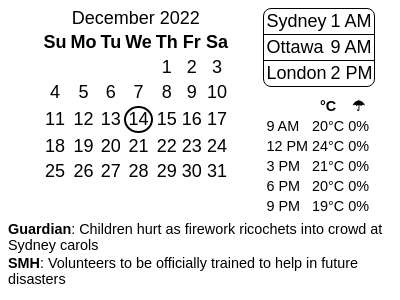 December 2022
Su Mo Tu We Th Fr Sa
1 2 3
4 5 6 7 8 9 10
11 12 13 14 15 16 17
18 19 20 21 22 23 24
25 26 27 28 29 30 31
Sydney 1 AM
Ottawa 9 AM
London 2 PM
°C ☂
9 AM 20°C 0%
12 PM 24°C 0%
3 PM 21°C 0%
6 PM 20°C 0%
9 PM 19°C 0%
Guardian: Children hurt as firework ricochets into crowd at
Sydney carols
SMH: Volunteers to be officially trained to help in future
disasters